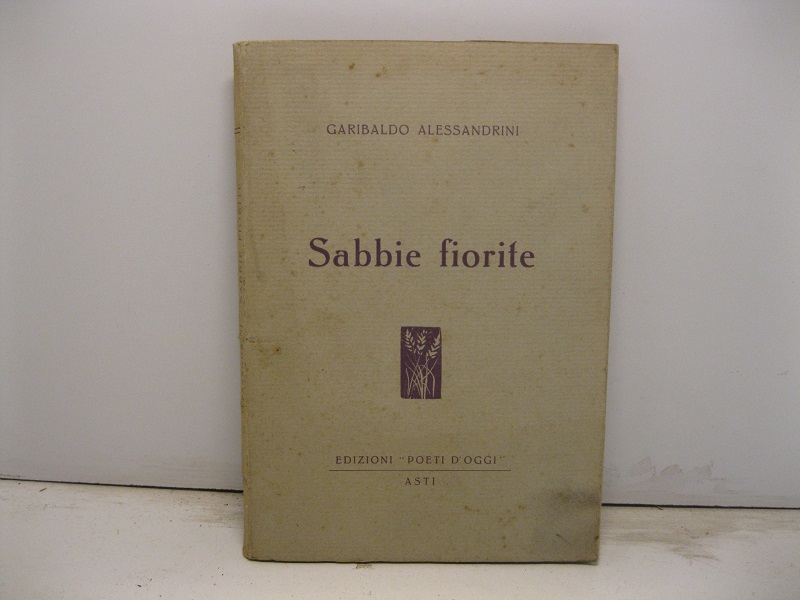 GARIBALDO ALESSANDRINI
Sabbie fiorite
EDIZIONI "POETI D'OGGI"
ASTI